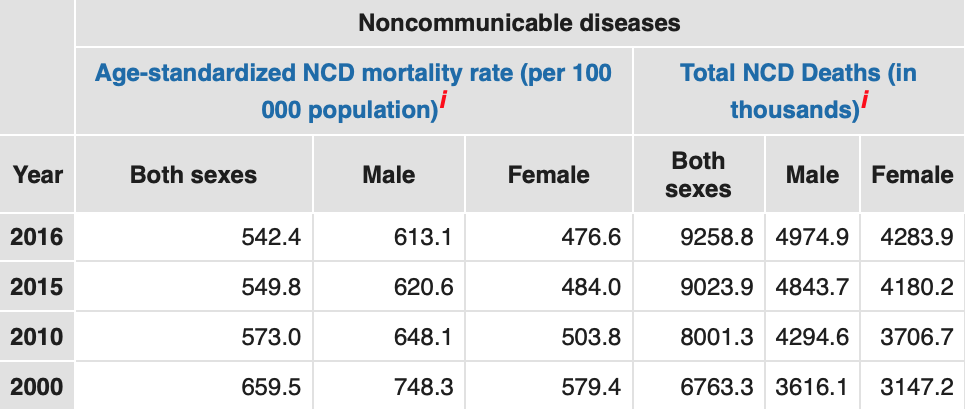 Noncommunicable diseases
Age-standardized NCD mortality rate (per 100
000 population) i
Total NCD Deaths (in
thousands) i
Year Both sexes Male Female Both
sexes Male Female
2016 542.4 613.1 476.6 9258.8 4974.9 4283.9
2015 549.8 620.6 484.0 9023.9 4843.7 4180.2
2010 573.0 648.1 503.8 8001.3 4294.6 3706.7
2000 659.5 748.3 579.4 6763.3 3616.1 3147.2